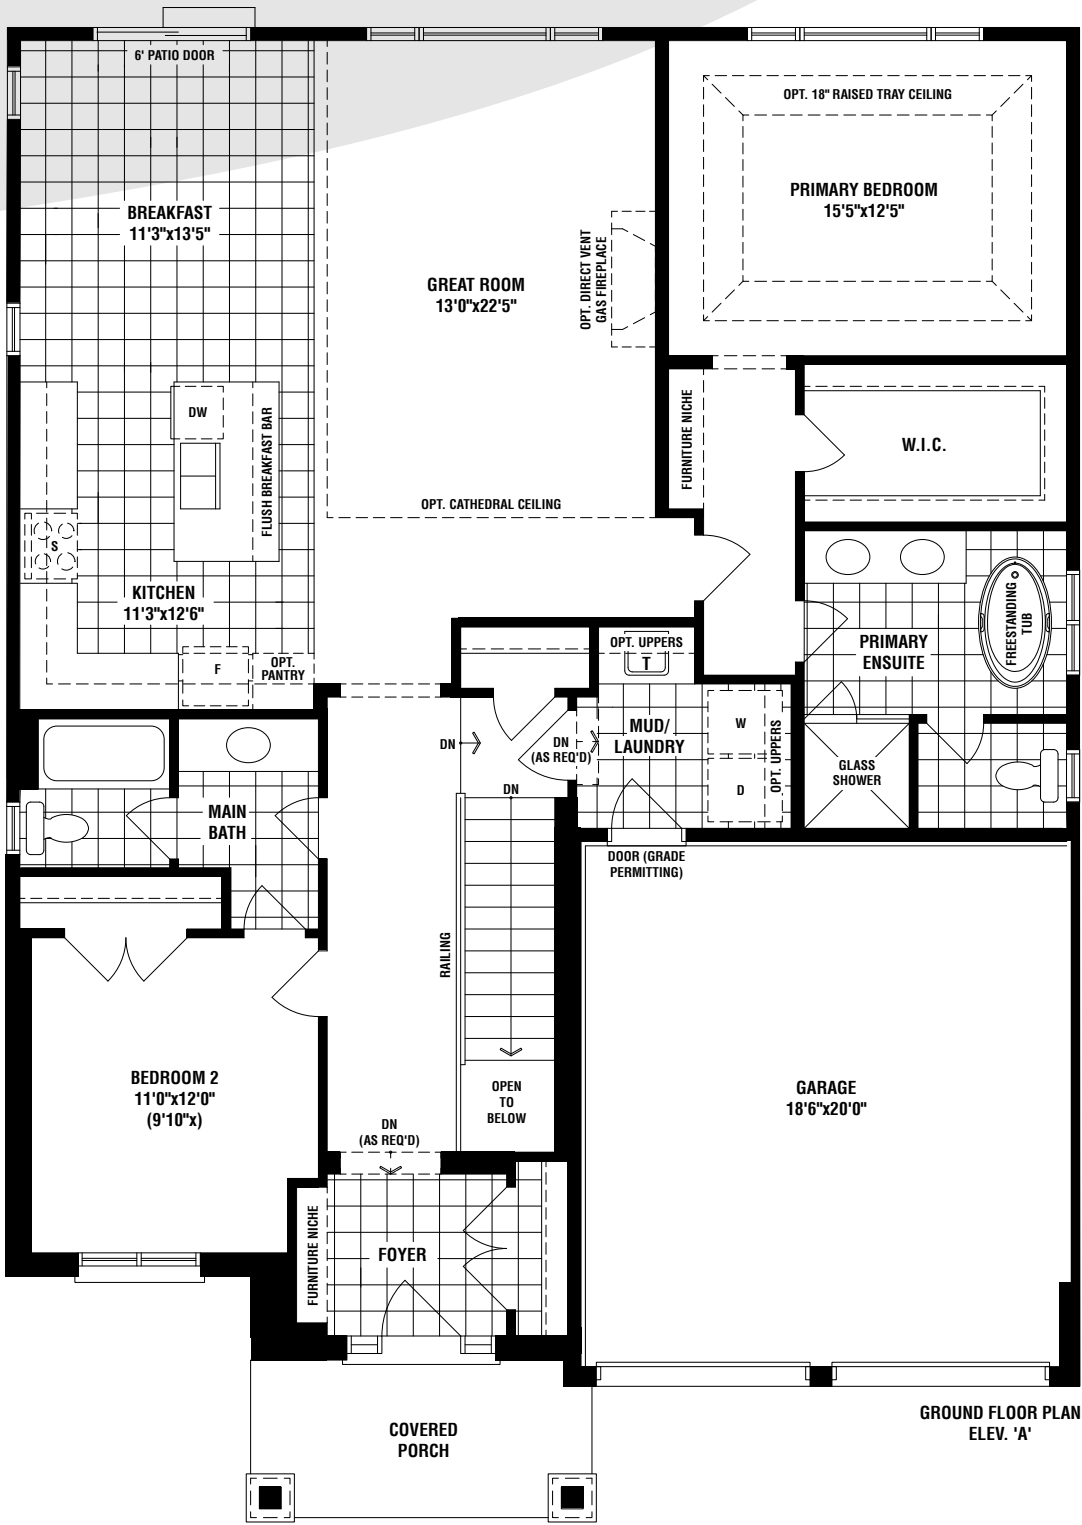 6' PATIO DOOR
OPT. 18" RAISED TRAY CEILING
PRIMARY BEDROOM
15'5"x12'5"
BREAKFAST
11'3"x13'5"
GREAT ROOM
13'0"x22'5"
OPT. DIRECT VENT
GAS FIREPLACE
DW
FLUSH BREAKFAST BAR
FURNITURE NICHE
W.I.C.
OPT. CATHEDRAL CEILING
S
KITCHEN
11'3"x12'6"
F
OPT.
PANTRY
OPT. UPPERS
T
PRIMARY
ENSUITE
FREESTANDING
TUB
DN
DN
(AS REQ'D)
MUD/
LAUNDRY
W
D
OPT. UPPERS
GLASS
SHOWER
DN
MAIN
BATH
DOOR (GRADE
PERMITTING)
RAILING
BEDROOM 2
11'0"x12'0"
(9'10"x)
OPEN
TO
BELOW
GARAGE
18'6"x20'0"
DN
(AS REQ'D)
FURNITURE NICHE
FOYER
COVERED
PORCH
GROUND FLOOR PLAN
ELEV. 'A'